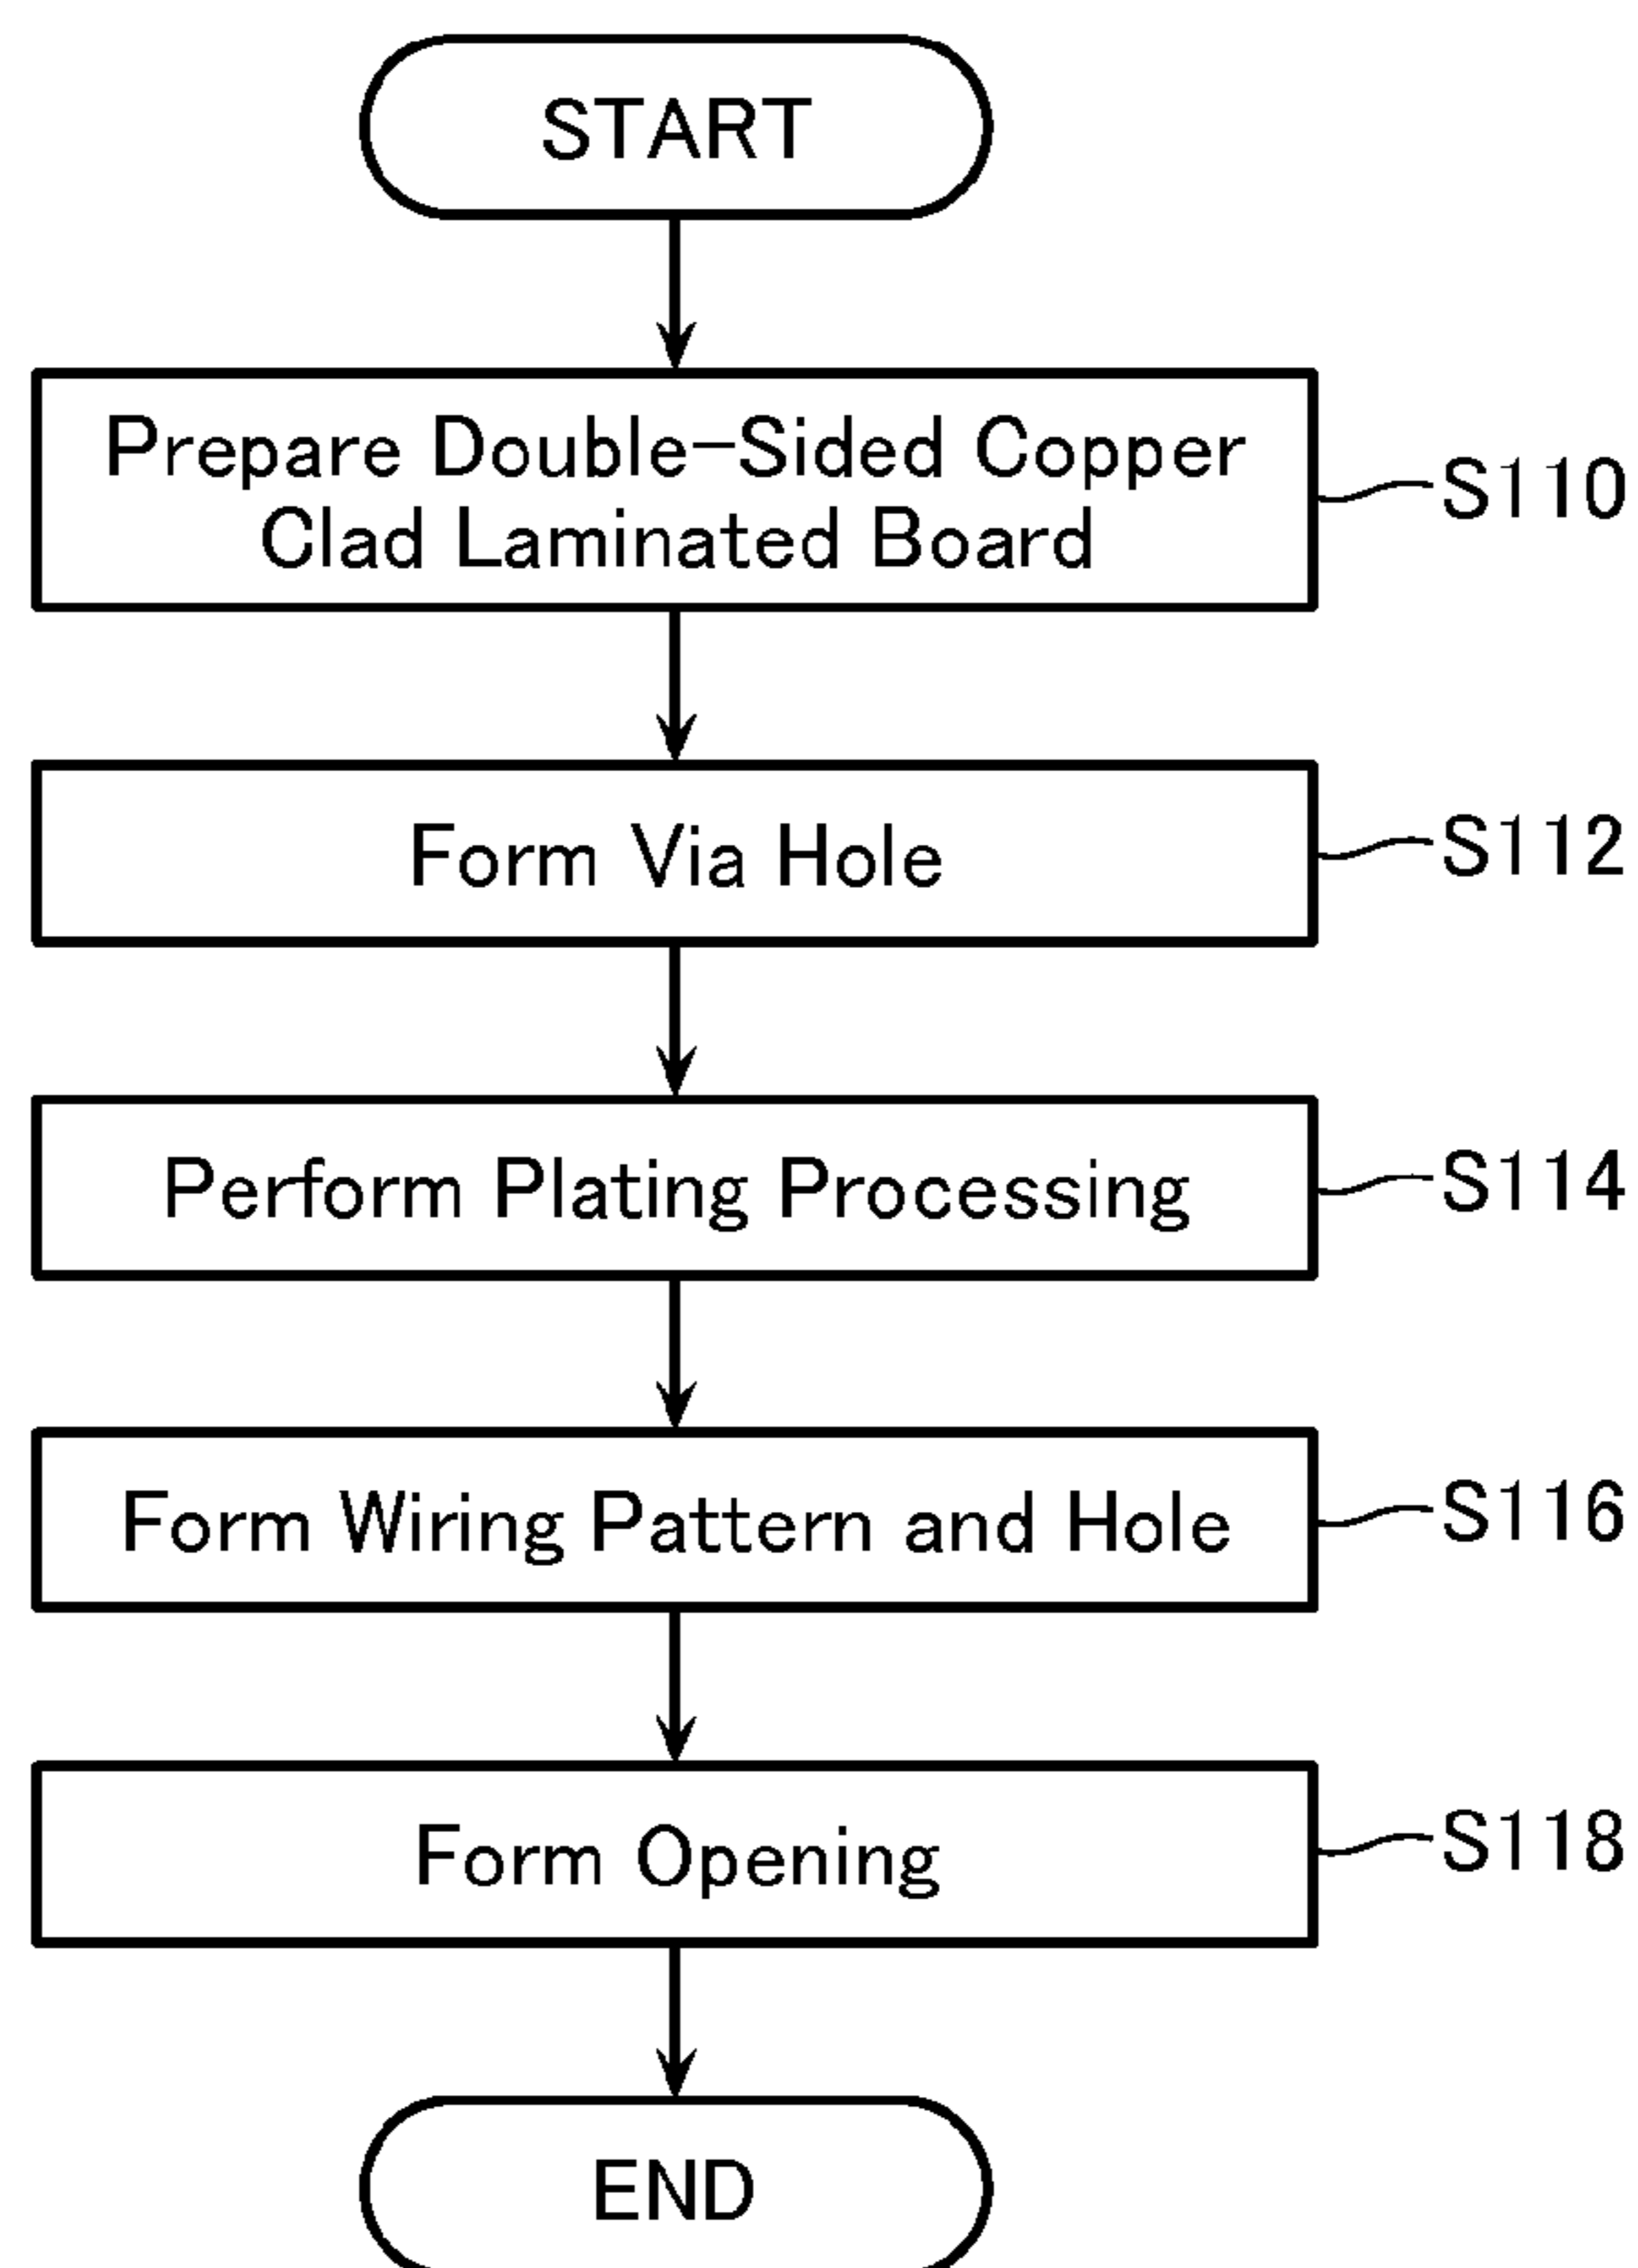 START
Prepare Double-Sided Copper
Clad Laminated Board
S110
Form Via Hole
S112
Perform Plating Processing
S114
Form Wiring Pattern and Hole
S116
Form Opening
S118
END